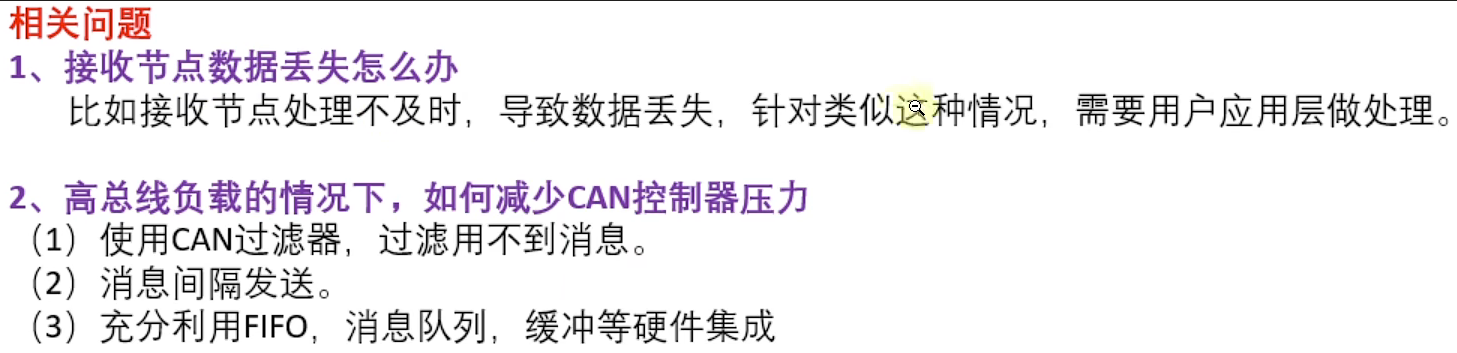 相关问题
1、接收节点数据丢失怎么办
比如接收节点处理不及时，导致数据丢失，针对类似这种情况，需要用户应用层做处理。
2、高总线负载的情况下，如何减少CAN控制器压力
（1）使用CAN过滤器，过滤用不到消息。
（2）消息间隔发送。
（3）充分利用FIFO，消息队列，缓冲等硬件集成